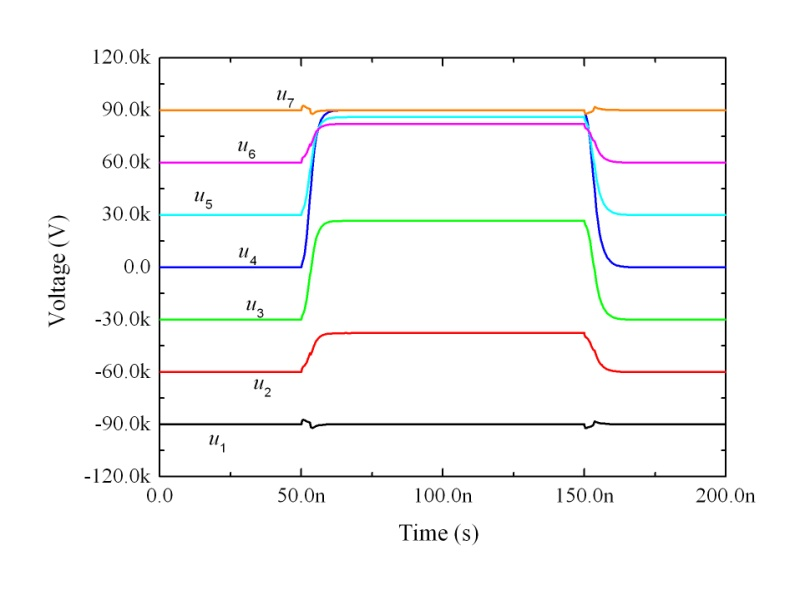 120.0k
90.0k
60.0k
30.0k
0.0
-30.0k
-60.0k
-90.0k
-120.0k
Voltage (V)
u7
u6
u5
u4
u3
u2
u1
0.0 50.0n 100.0n 150.0n 200.0n
Time (s)